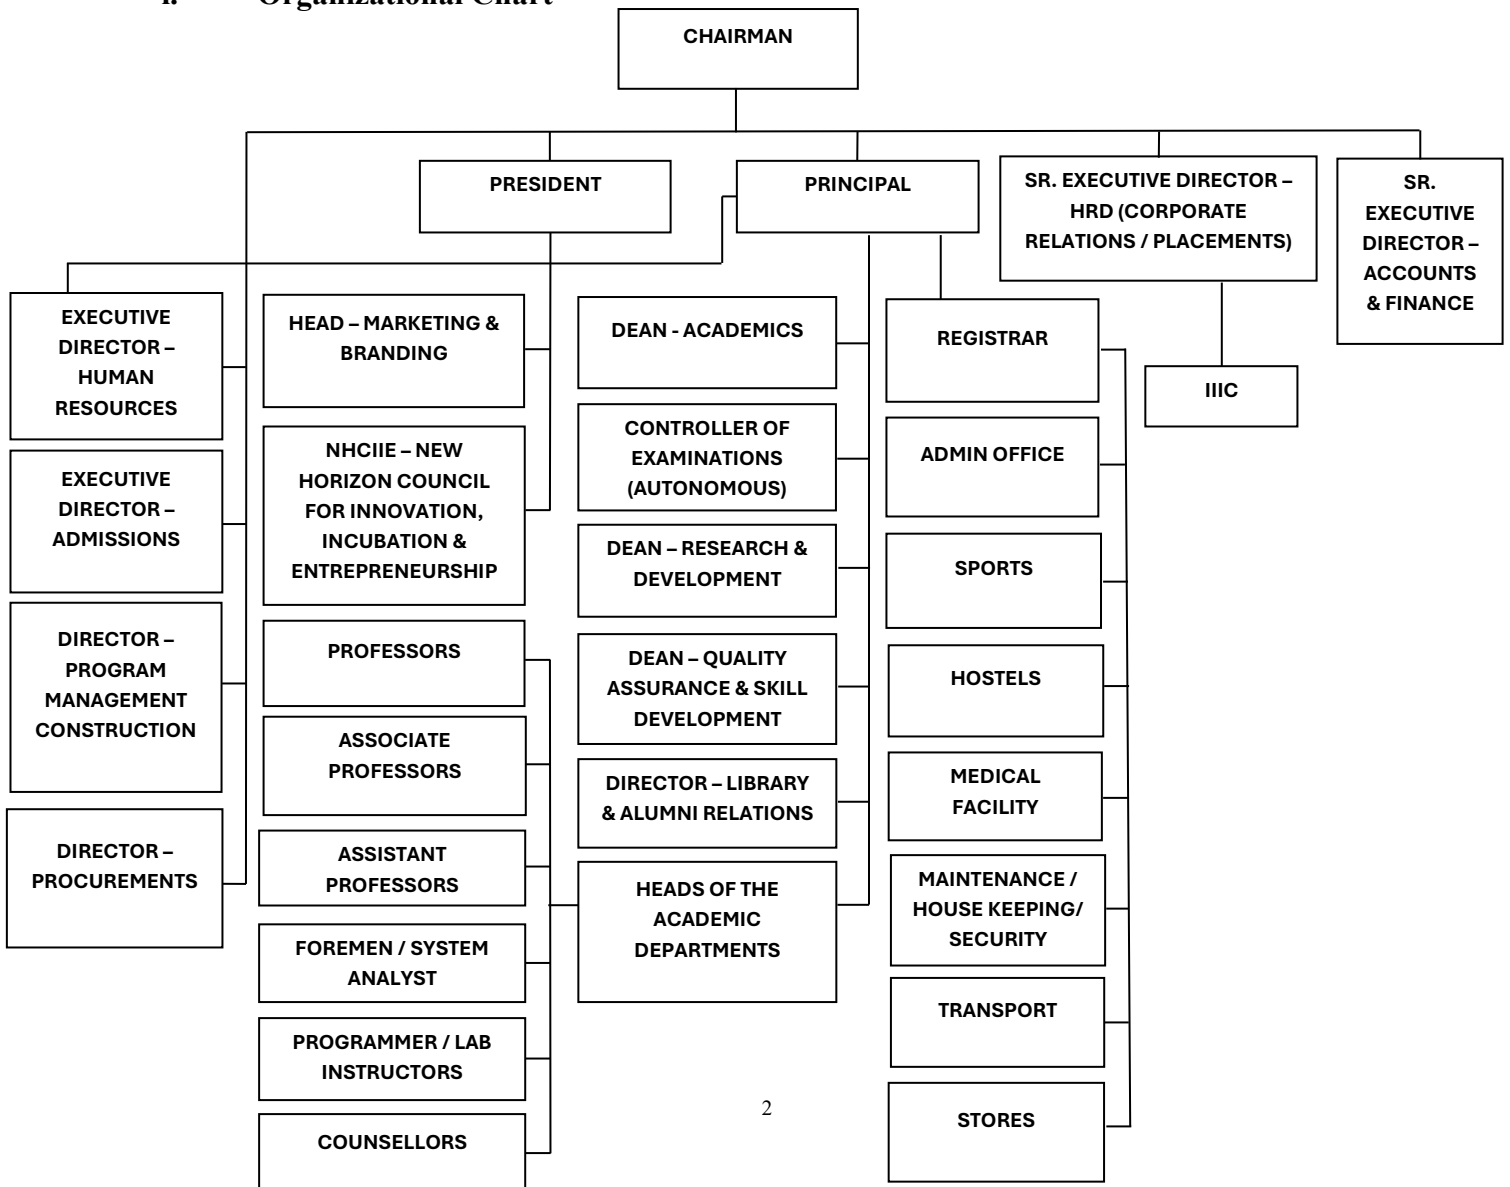 Organizational Chart
CHAIRMAN
PRESIDENT
PRINCIPAL
SR. EXECUTIVE DIRECTOR –
HRD (CORPORATE
RELATIONS / PLACEMENTS)
SR.
EXECUTIVE
DIRECTOR –
ACCOUNTS
& FINANCE
EXECUTIVE
DIRECTOR –
HUMAN
RESOURCES
EXECUTIVE
DIRECTOR –
ADMISSIONS
DIRECTOR –
PROGRAM
MANAGEMENT
CONSTRUCTION
DIRECTOR –
PROCUREMENTS
HEAD – MARKETING &
BRANDING
NHCIIE – NEW
HORIZON COUNCIL
FOR INNOVATION,
INCUBATION &
ENTREPRENEURSHIP
PROFESSORS
ASSOCIATE
PROFESSORS
ASSISTANT
PROFESSORS
FOREMEN / SYSTEM
ANALYST
PROGRAMMER / LAB
INSTRUCTORS
COUNSELLORS
DEAN - ACADEMICS
CONTROLLER OF
EXAMINATIONS
(AUTONOMOUS)
DEAN – RESEARCH &
DEVELOPMENT
DEAN – QUALITY
ASSURANCE & SKILL
DEVELOPMENT
DIRECTOR – LIBRARY
& ALUMNI RELATIONS
HEADS OF THE
ACADEMIC
DEPARTMENTS
REGISTRAR
ADMIN OFFICE
SPORTS
HOSTELS
MEDICAL
FACILITY
MAINTENANCE /
HOUSE KEEPING/
SECURITY
TRANSPORT
STORES
IIIC
2